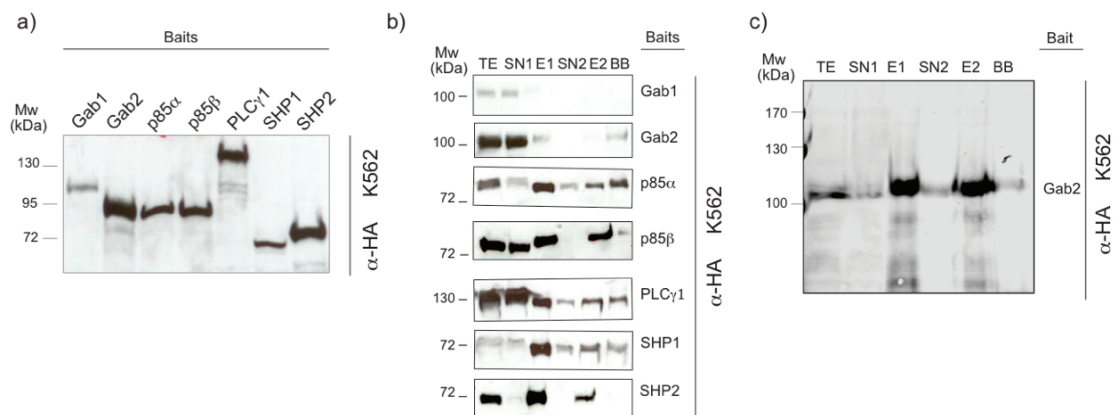 a)
Baits
Mw
(kDa)
Gab1
Gab2
p85α
p85β
PLCγ1
SHP1
SHP2
130
95
72
α-HA K562
b)
Baits
Mw
(kDa)
TE SN1 E1 SN2 E2 BB
100
Gab1
100
Gab2
72
p85α
72
p85β
130
PLCγ1
72
SHP1
72
SHP2
α-HA K562
c)
Bait
Mw
(kDa)
TE SN1 E1 SN2 E2 BB
170
130
100
Gab2
α-HA K562